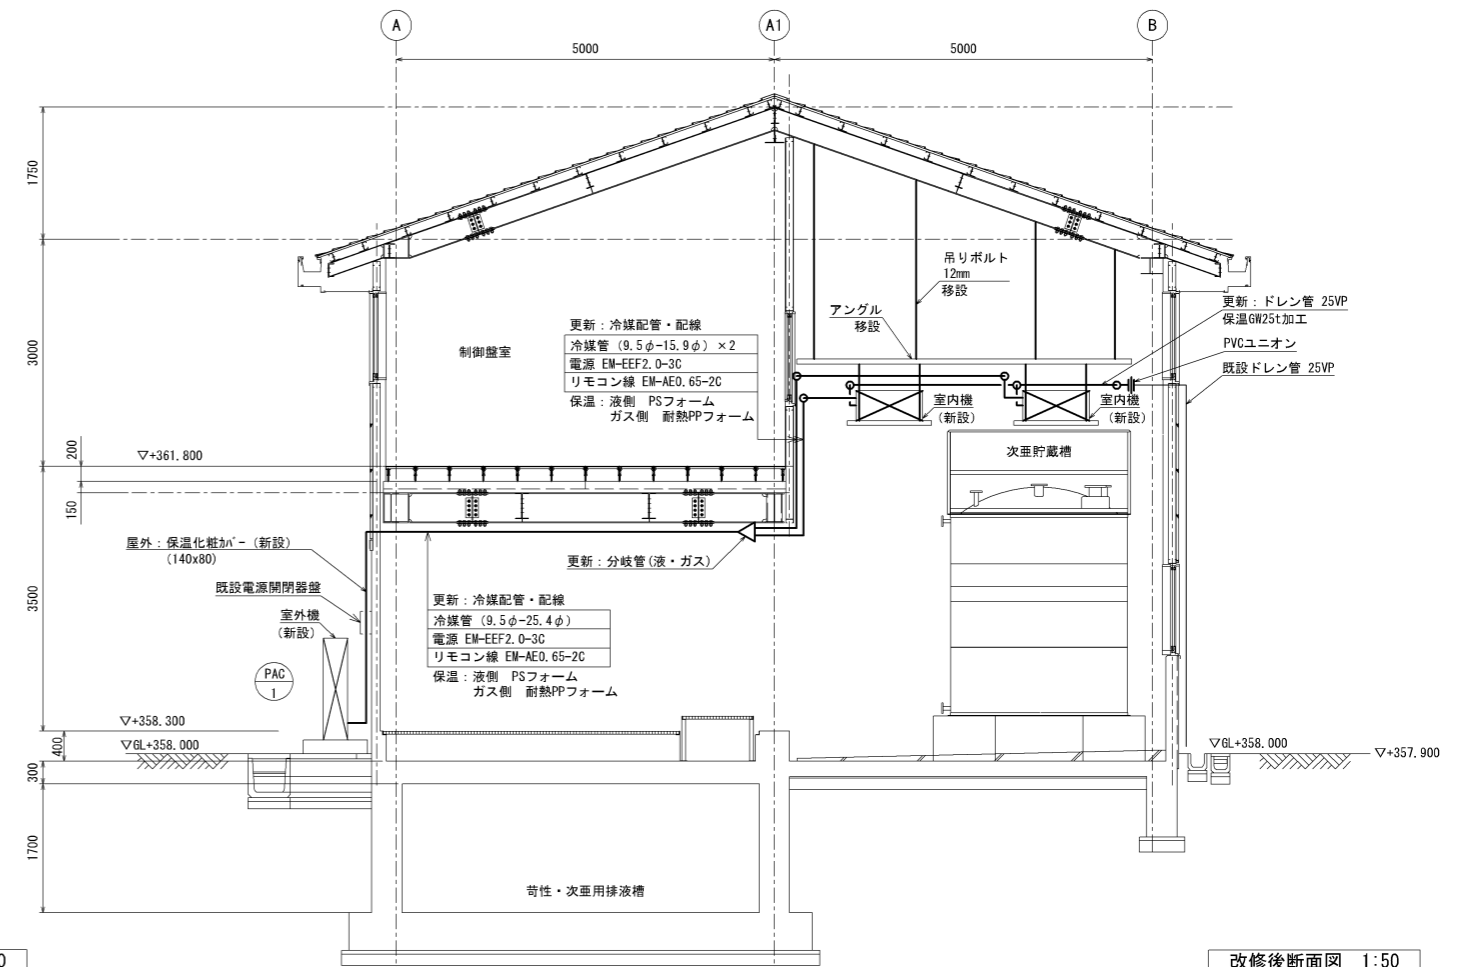 A
A1
B
5000
5000
1750
3000
200
150
3500
400
300
1700
吊りボルト
12mm
移設
アングル
移設
更新：ドレン管 25VP
保温GW25t加工
PVCユニオン
既設ドレン管 25VP
制御盤室
更新：冷媒配管・配線
冷媒管（9.5φ-15.9φ）×2
電源 EM-EEF2.0-3C
リモコン線 EM-AE0.65-2C
保温：液側 PSフォーム
ガス側 耐熱PPフォーム
室内機
（新設）
室内機
（新設）
次亜貯蔵槽
▽+361.800
屋外：保温化粧ｶﾊﾞｰ（新設）
(140x80)
既設電源開閉器盤
室外機
（新設）
PAC
1
更新：分岐管(液・ガス)
更新：冷媒配管・配線
冷媒管（9.5φ-25.4φ）
電源 EM-EEF2.0-3C
リモコン線 EM-AE0.65-2C
保温：液側 PSフォーム
ガス側 耐熱PPフォーム
▽+358.300
▽GL+358.000
▽GL+358.000
▽+357.900
苛性・次亜用排液槽
0
改修後断面図 1:50